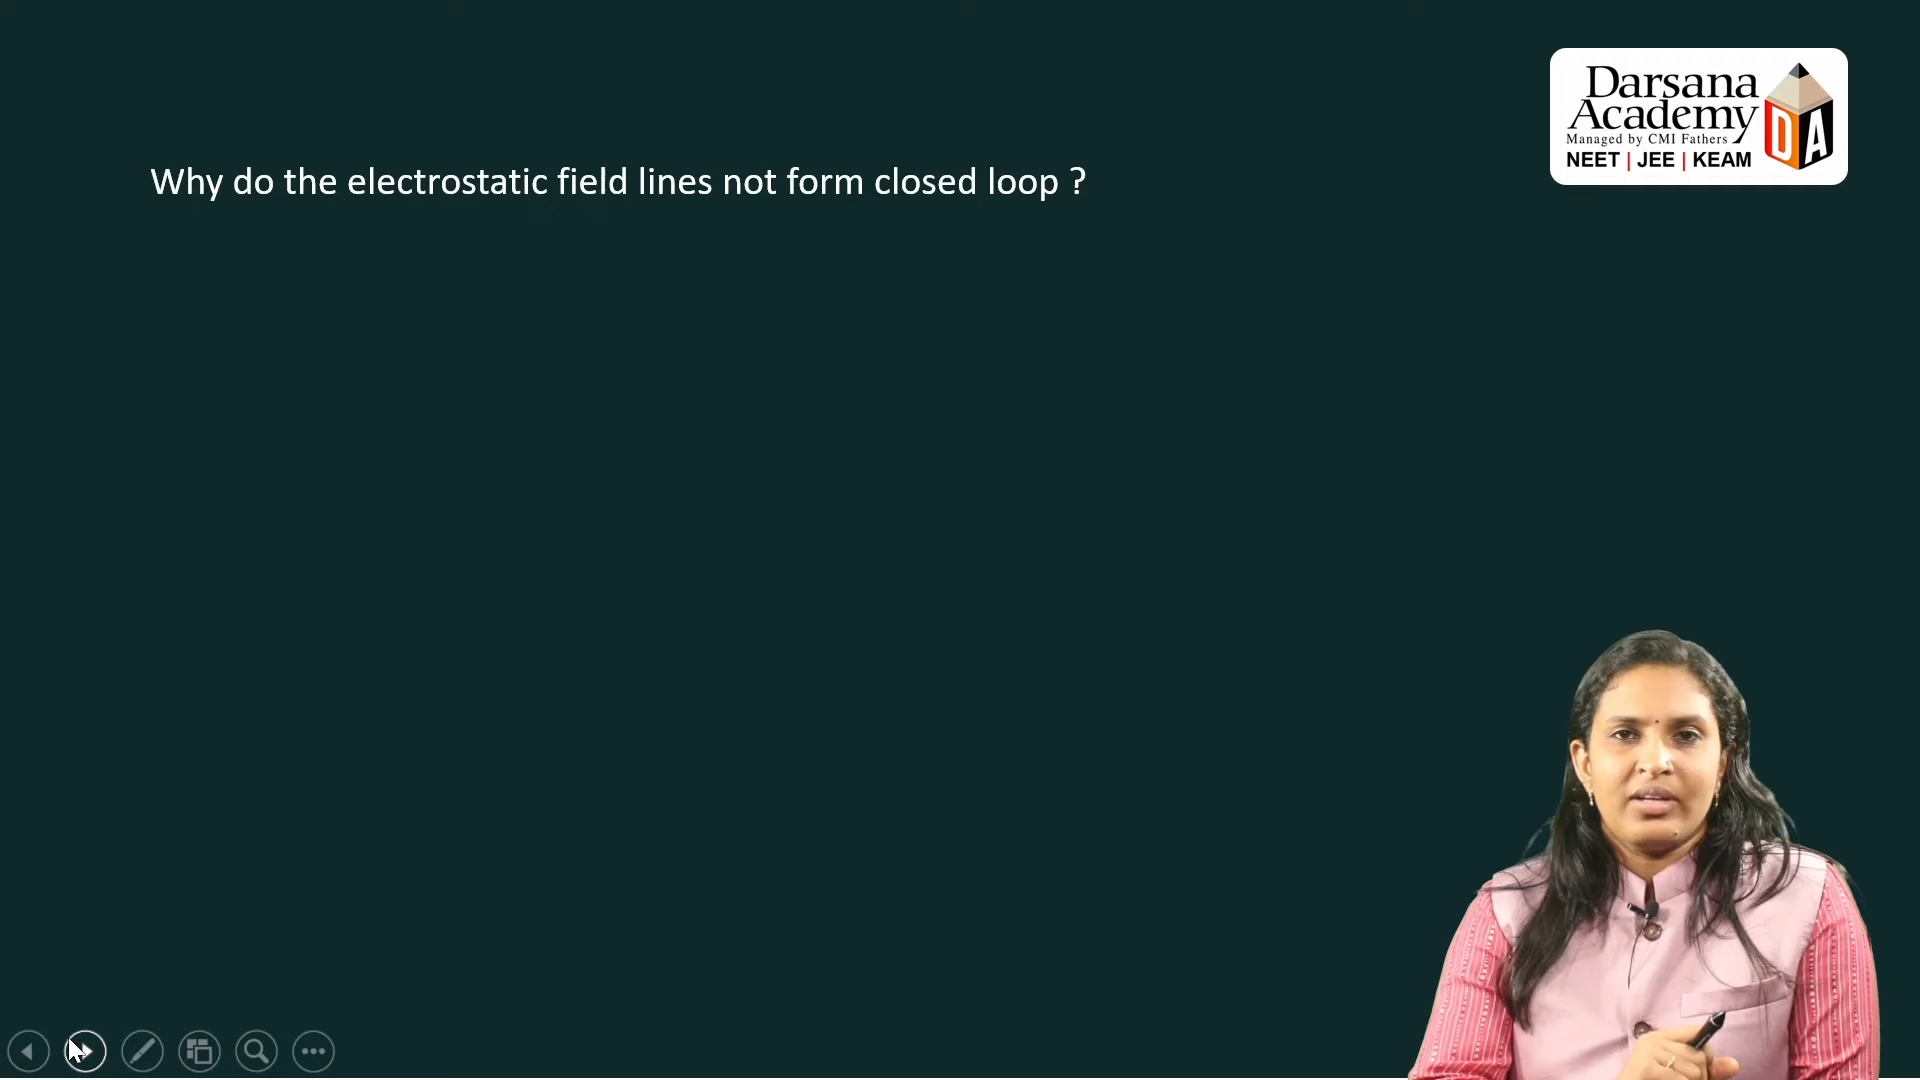 Why do the electrostatic field lines not form closed loop ?
Darsana
Academy
Managed by CMI Fathers
NEET | JEE | KEAM
DA